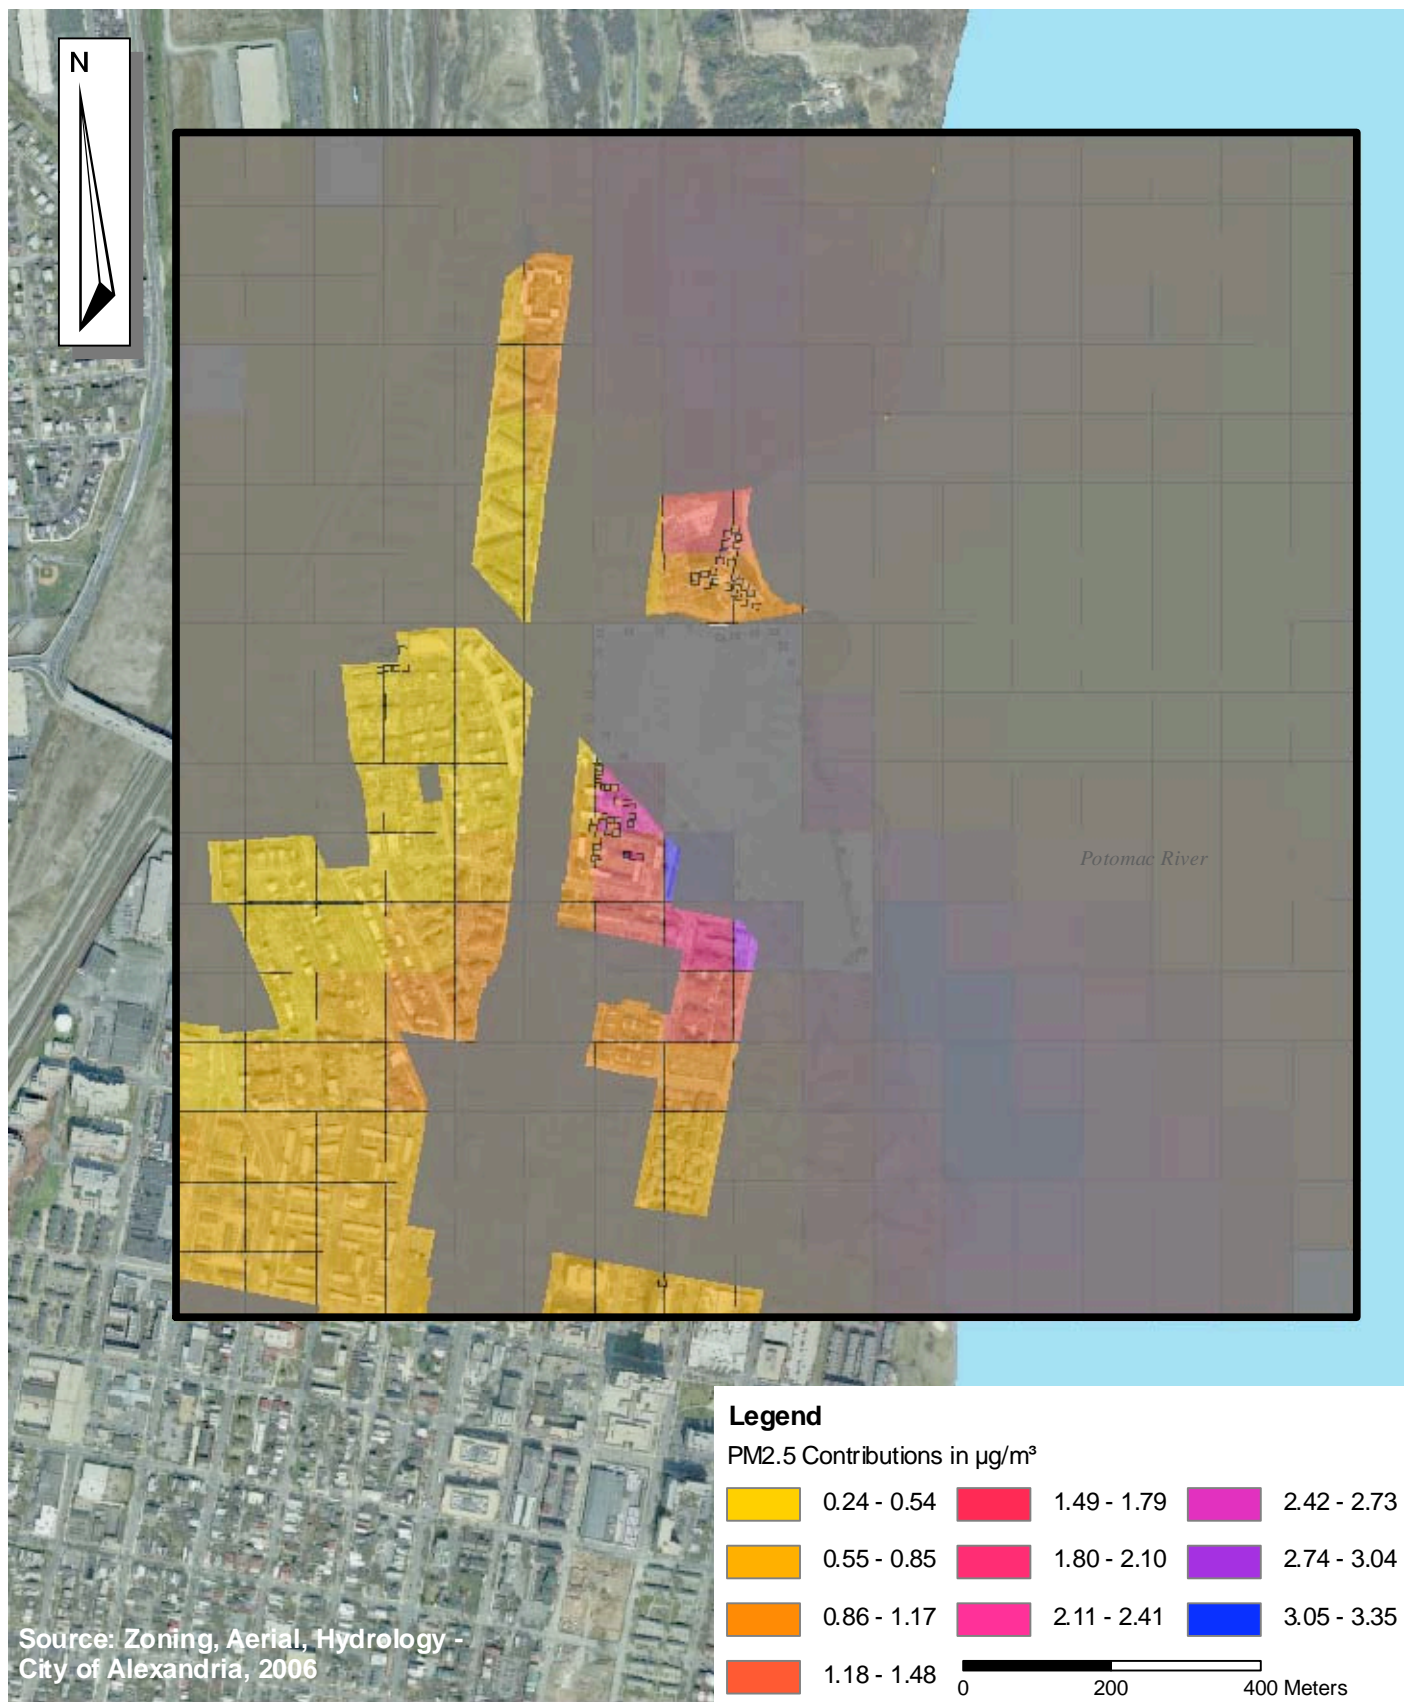 N
Potomac River
Legend
PM2.5 Contributions in µg/m³
0.24 - 0.54
1.49 - 1.79
2.42 - 2.73
0.55 - 0.85
1.80 - 2.10
2.74 - 3.04
0.86 - 1.17
2.11 - 2.41
3.05 - 3.35
1.18 - 1.48
0 200 400 Meters
Source: Zoning, Aerial, Hydrology -
City of Alexandria, 2006